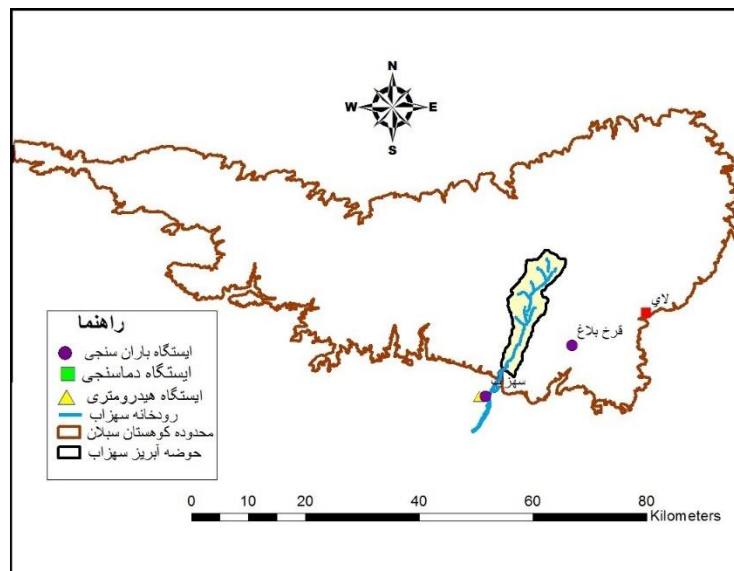 N
W E
S
لاي
قرخ بلاغ
سهزاب
راهنما
ایستگاه باران سنجی
ایستگاه دماسنجی
ایستگاه هیدرومتری
رودخانه سهزاب
محدوده کوهستان سبلان
حوضه آبریز سهزاب
0 10 20 40 60 80
Kilometers